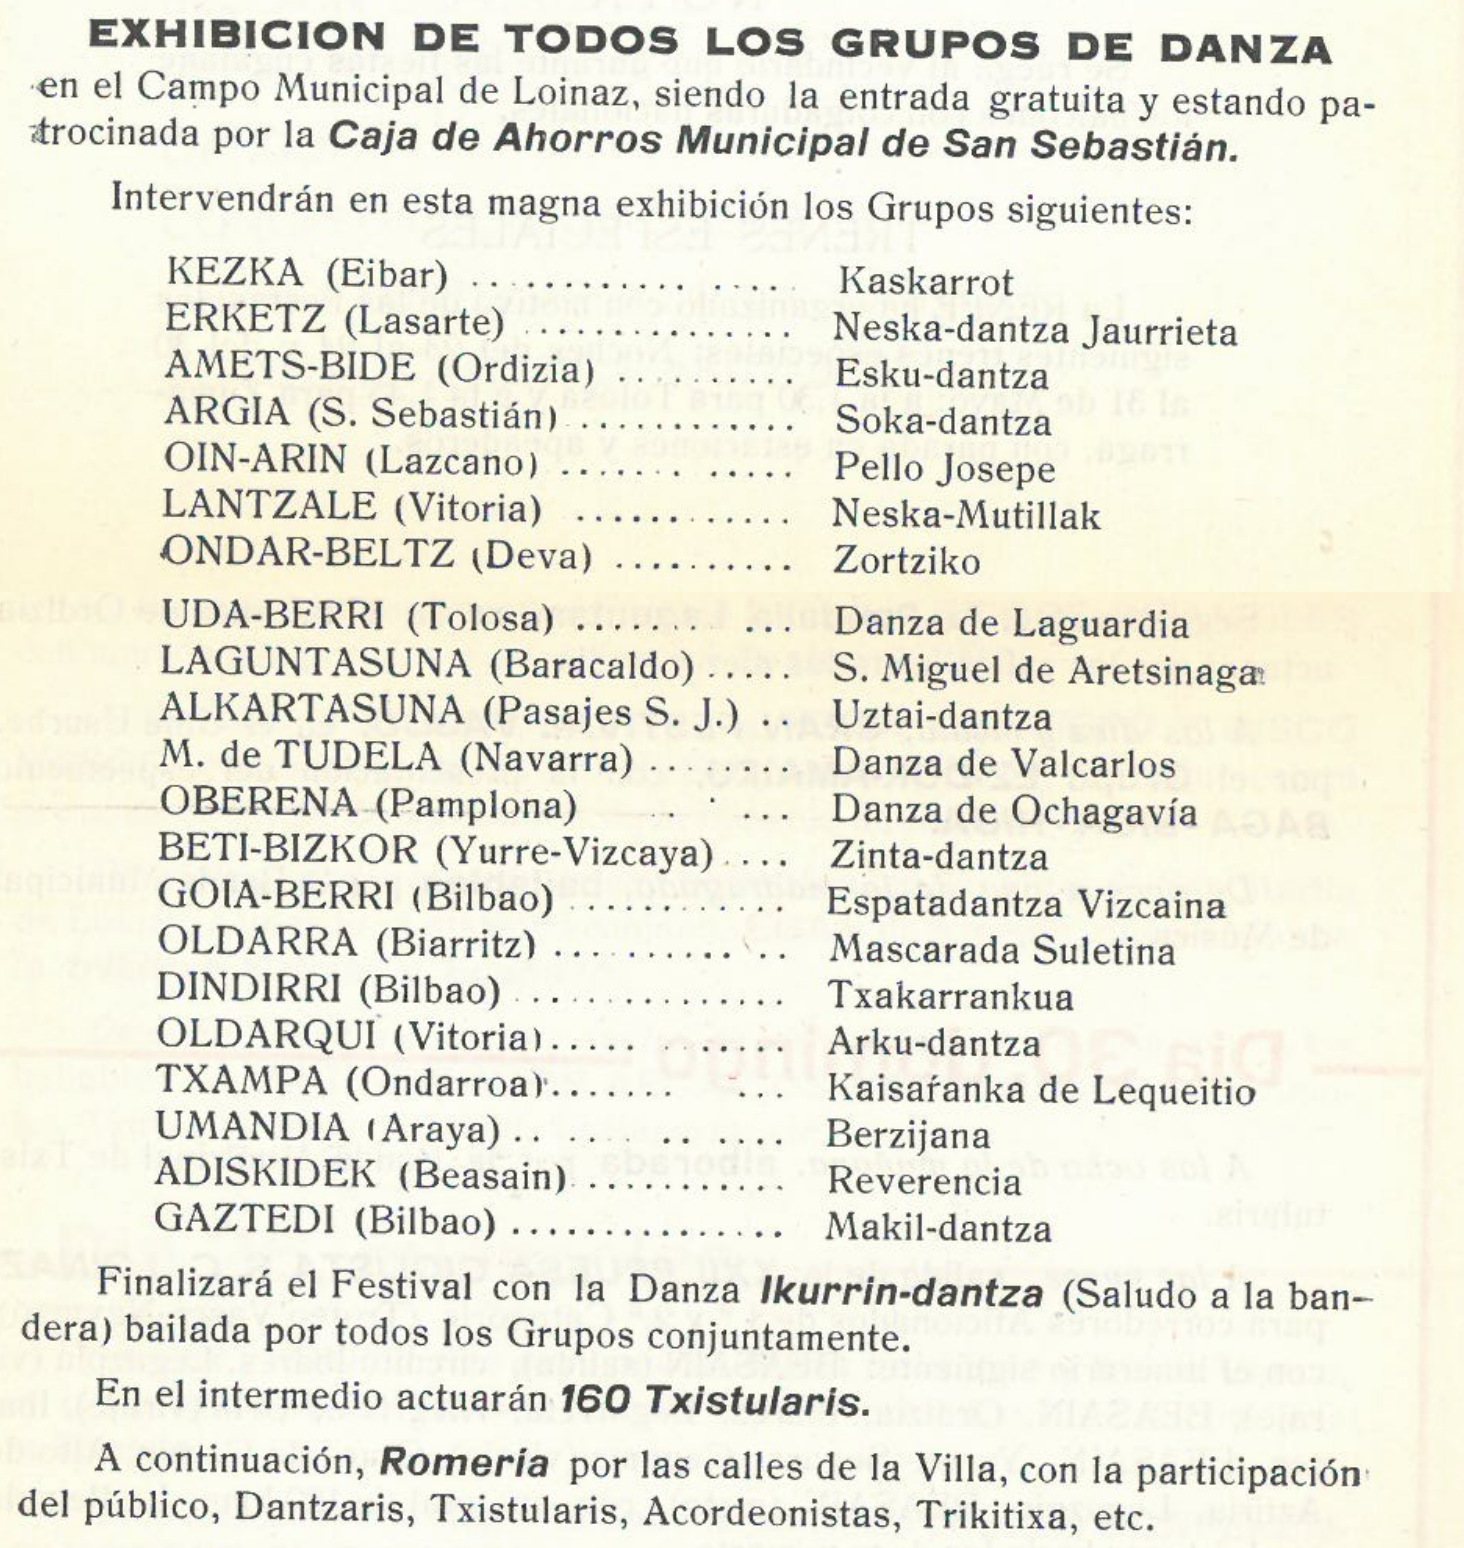 EXHIBICION DE TODOS LOS GRUPOS DE DANZA
en el Campo Municipal de Loinaz, siendo la entrada gratuita y estando pa-
trocinada por la Caja de Ahorros Municipal de San Sebastián.
Intervendrán en esta magna exhibición los Grupos siguientes:
KEZKA (Eibar) .................. Kaskarrot
ERKETZ (Lasarte) ................ Neska-dantza Jaurrieta
AMETS-BIDE (Ordizia) .......... Esku-dantza
ARGIA (S. Sebastián) ............ Soka-dantza
OIN-ARIN (Lazcano) ............ Pello Josepe
LANTZALE (Vitoria) ............ Neska-Mutillak
ONDAR-BELTZ (Deva) .......... Zortziko
UDA-BERRI (Tolosa) ....... ... Danza de Laguardia
LAGUNTASUNA (Baracaldo) ..... S. Miguel de Aretsinaga
ALKARTASUNA (Pasajes S. J.) .. Uztai-dantza
M. de TUDELA (Navarra) ........ Danza de Valcarlos
OBERENA (Pamplona) .. . ... Danza de Ochagavía
BETI-BIZKOR (Yurre-Vizcaya) .... Zinta-dantza
GOIA-BERRI (Bilbao) ............ Espatadantza Vizcaina
OLDARRA (Biarritz) ............. Mascarada Suletina
DINDIRRI (Bilbao) ............... Txakarrankua
OLDARQUI (Vitoria) ..... ...... Arku-dantza
TXAMPA (Ondarroa) ....... . ... Kaisaŕanka de Lequeitio
UMANDIA (Araya) .. .... .. .... Berzijana
ADISKIDEK (Beasain) ............ Reverencia
GAZTEDI (Bilbao) ................ Makil-dantza
Finalizará el Festival con la Danza Ikurrin-dantza (Saludo a la ban-
dera) bailada por todos los Grupos conjuntamente.
En el intermedio actuarán 160 Txistularis.
A continuación, Romería por las calles de la Villa, con la participación
del público, Dantzaris, Txistularis, Acordeonistas, Trikitixa, etc.